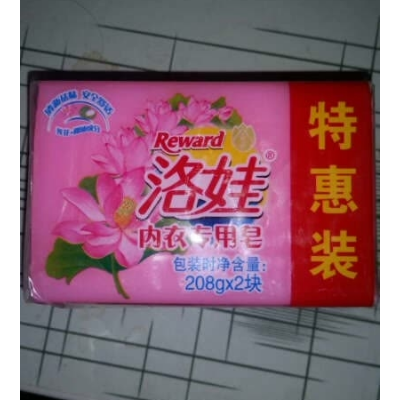 Reward
洛娃®
内衣专用皂
包装时净含量:
208gx2块
特惠装